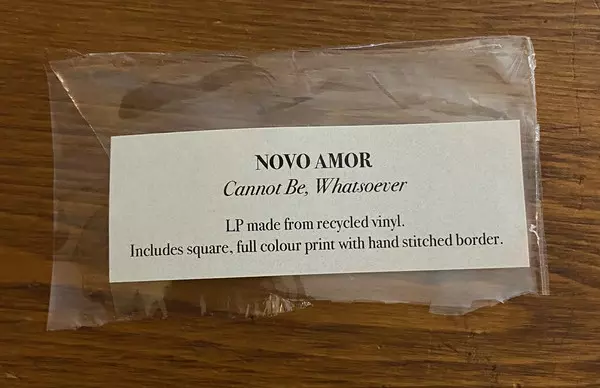 NOVO AMOR
Cannot Be, Whatsoever
LP made from recycled vinyl.
Includes square, full colour print with hand stitched border.